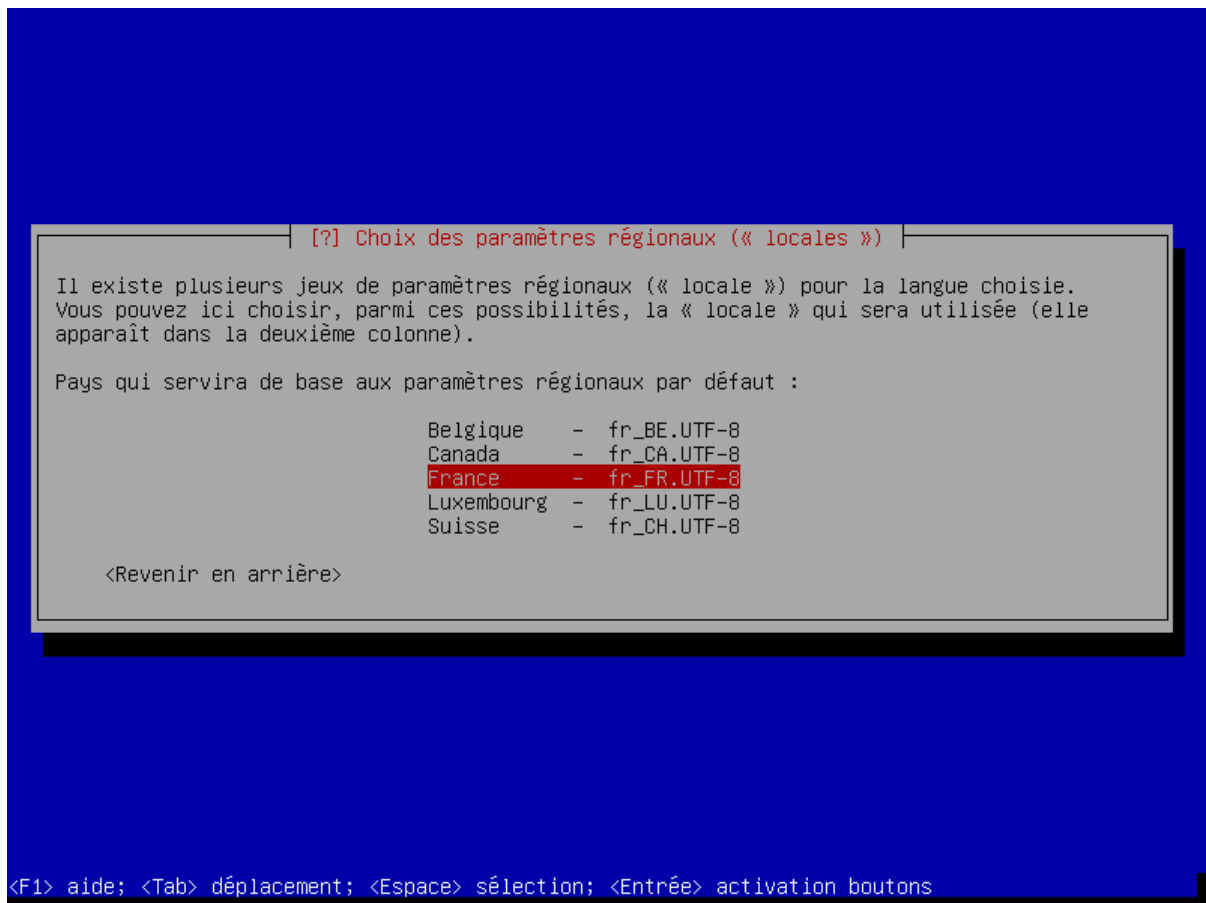 [?] Choix des paramètres régionaux (« locales »)
Il existe plusieurs jeux de paramètres régionaux (« locale ») pour la langue choisie.
Vous pouvez ici choisir, parmi ces possibilités, la « locale » qui sera utilisée (elle
apparaît dans la deuxième colonne).
Pays qui servira de base aux paramètres régionaux par défaut :
Belgique - fr_BE.UTF-8
Canada - fr_CA.UTF-8
France - fr_FR.UTF-8
Luxembourg - fr_LU.UTF-8
Suisse - fr_CH.UTF-8
<Revenir en arrière>
<F1> aide; <Tab> déplacement; <Espace> sélection; <Entrée> activation boutons